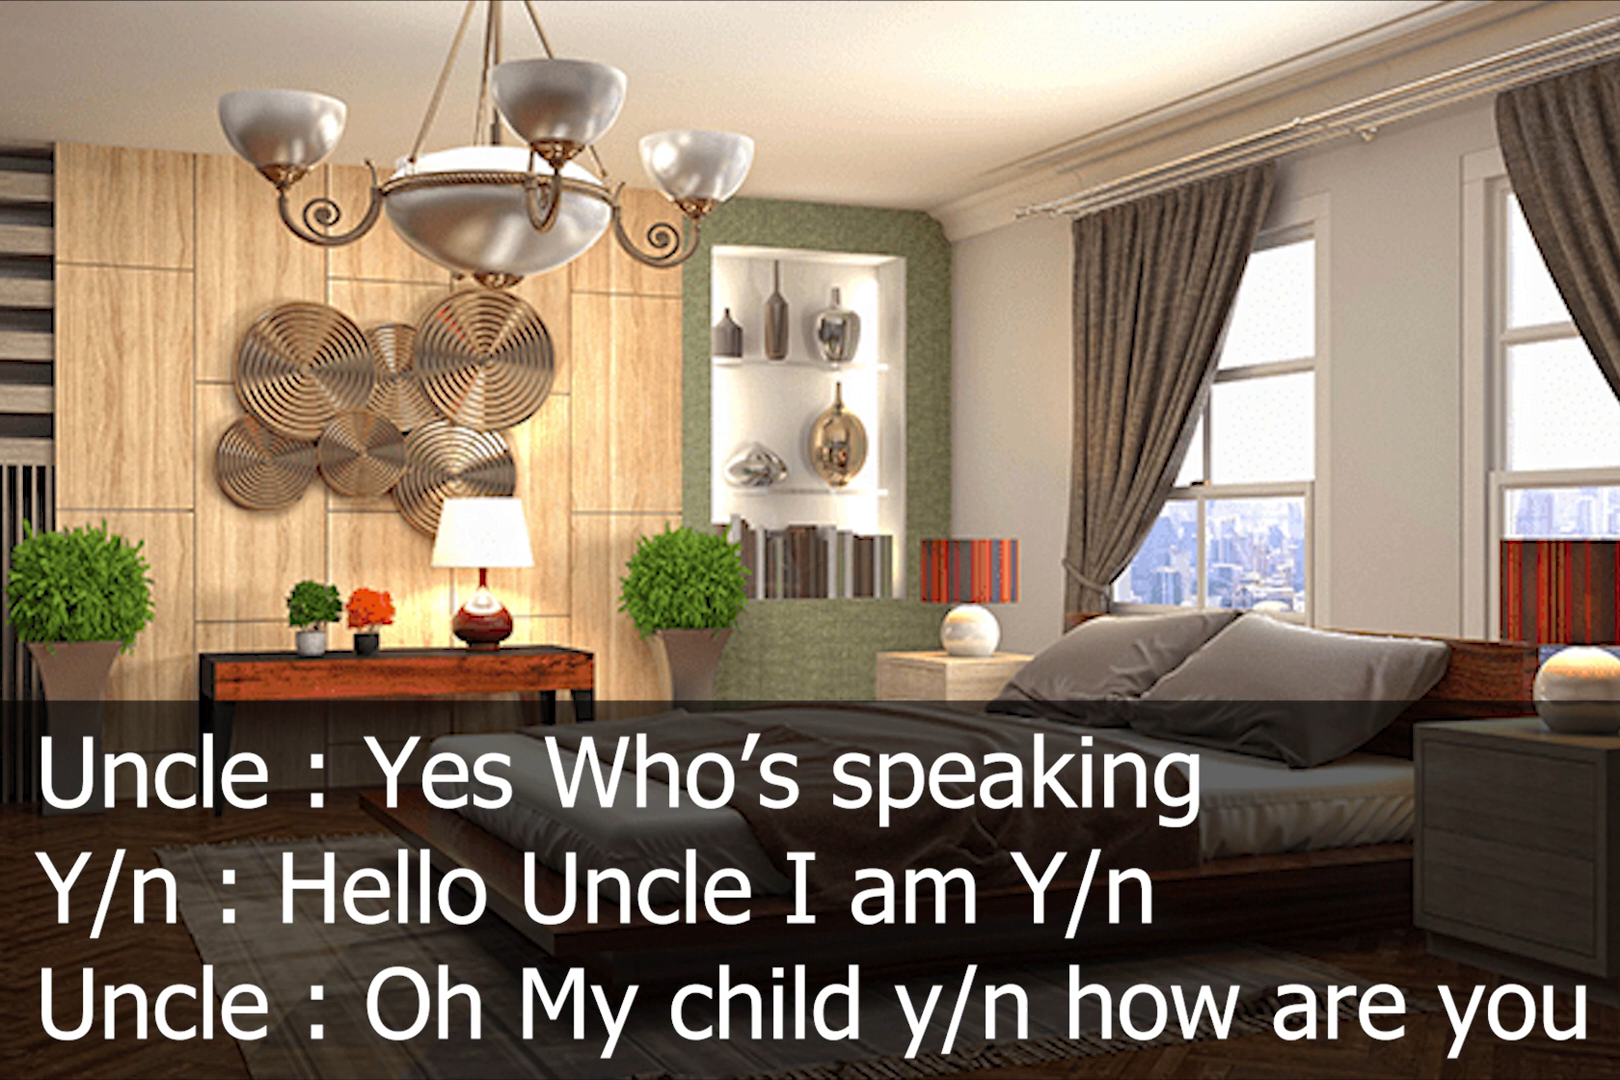 Uncle : Yes Who’s speaking
Y/n : Hello Uncle I am Y/n
Uncle : Oh My child y/n how are you